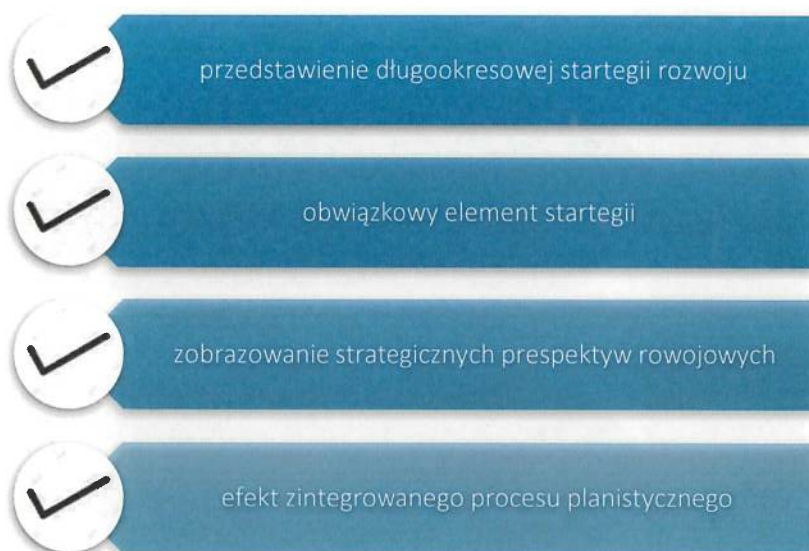 przedstawienie długookresowej startegii rozwoju
obwiązkowy element startegii
zobrazowanie strategicznych prespektyw rowojowych
efekt zintegrowanego procesu planistycznego